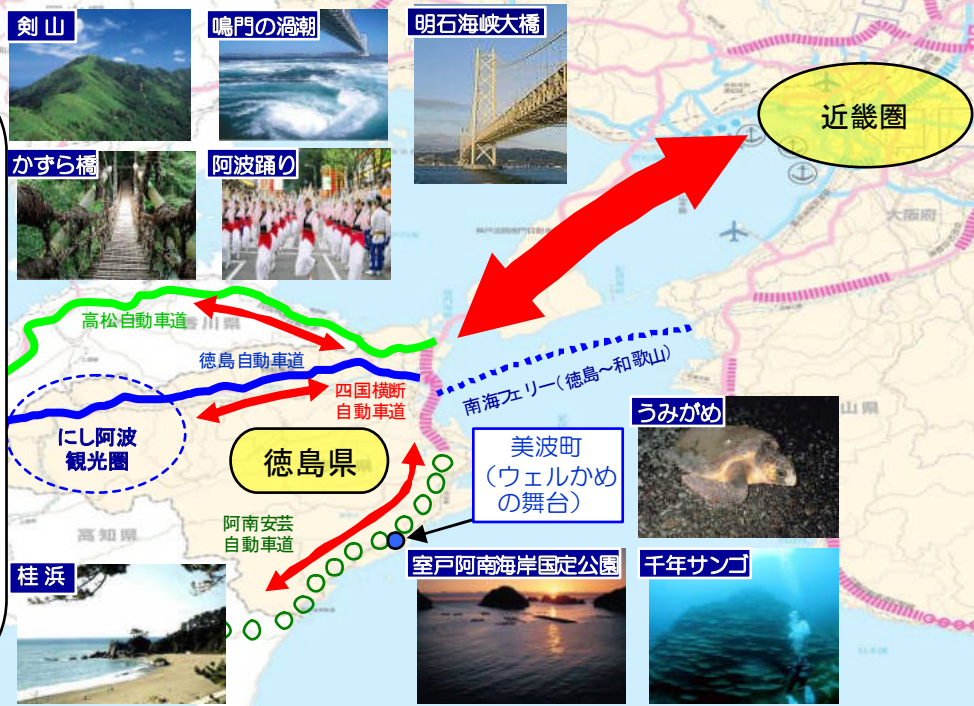 剣山
鳴門の渦潮
明石海峡大橋
近畿圏
かずら橋
阿波踊り
大阪府
高松自動車道
香川県
徳島自動車道
四国横断
自動車道
南海フェリー(徳島~和歌山)
にし阿波
観光圏
徳島県
美波町
(ウェルかめ
の舞台)
うみがめ
山県
阿南安芸
自動車道
高知県
桂浜
室戸阿南海岸国定公園
千年サンゴ